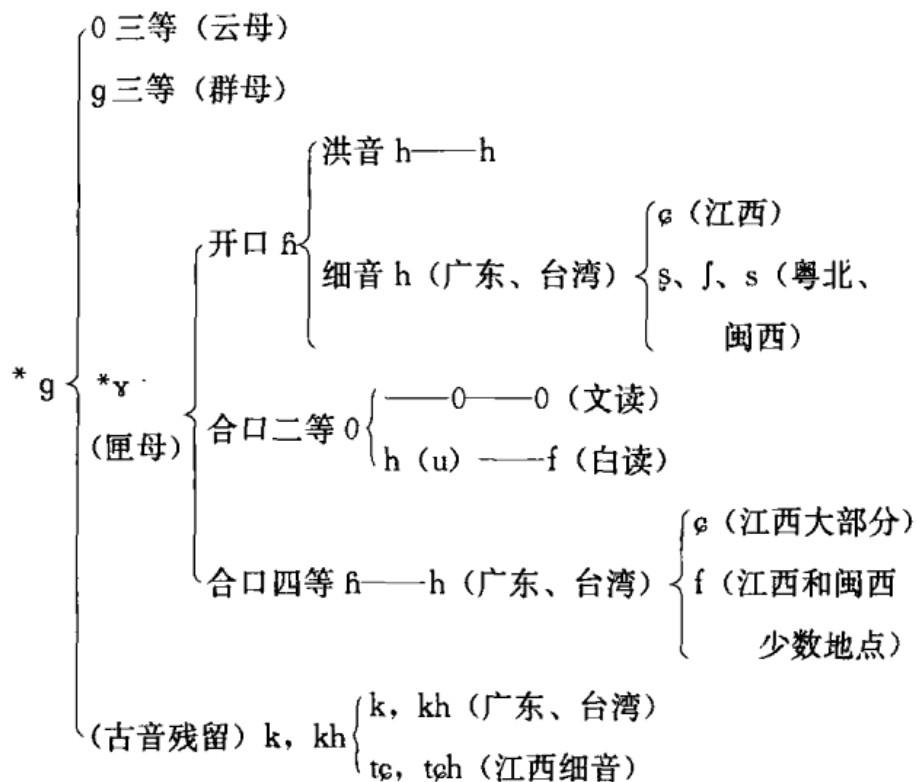 0 三等（云母）
g 三等（群母）
洪音 h——h
ɕ（江西）
开口 ɦ
细音 h（广东、台湾）
ʂ、ʃ、s（粤北、
闽西）
* g
*ɣ
——0——0（文读）
（匣母）
合口二等 0
h（u）——f（白读）
ɕ（江西大部分）
合口四等 ɦ——h（广东、台湾）
f（江西和闽西
少数地点）
k，kh（广东、台湾）
（古音残留）k，kh
tɕ，tɕh（江西细音）